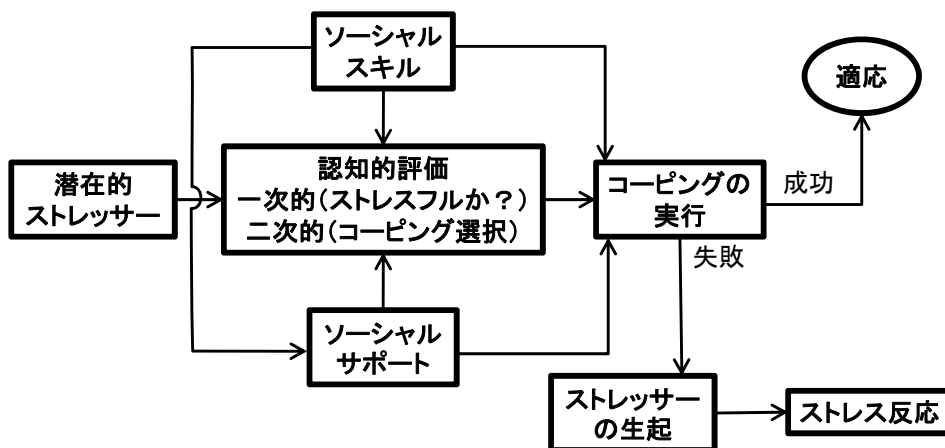 ソーシャル
スキル
適応
認知的評価
一次的(ストレスフルか？)
二次的(コーピング選択)
潜在的
ストレッサー
コーピングの
実行
成功
失敗
ソーシャル
サポート
ストレッサー
の生起
ストレス反応